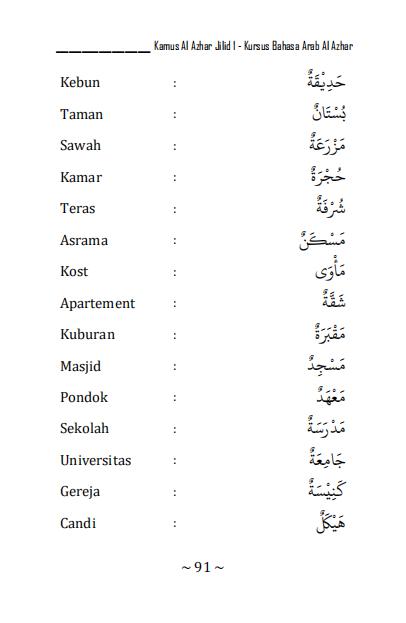 Kamus Al Azhar Jilid I - Kursus Bahasa Arab Al Azhar
Kebun : حَدِيْقَةٌ
Taman : بُسْتَانٌ
Sawah : مَزْرَعَةٌ
Kamar : حُجْرَةٌ
Teras : شُرْفَةٌ
Asrama : مَسْكَنٌ
Kost : مَأْوَى
Apartement : شَقَّةٌ
Kuburan : مَقْبَرَةٌ
Masjid : مَسْجِدٌ
Pondok : مَعْهَدٌ
Sekolah : مَدْرَسَةٌ
Universitas : جَامِعَةٌ
Gereja : كَنِيْسَةٌ
Candi : هَيْكَلٌ
~ 91 ~